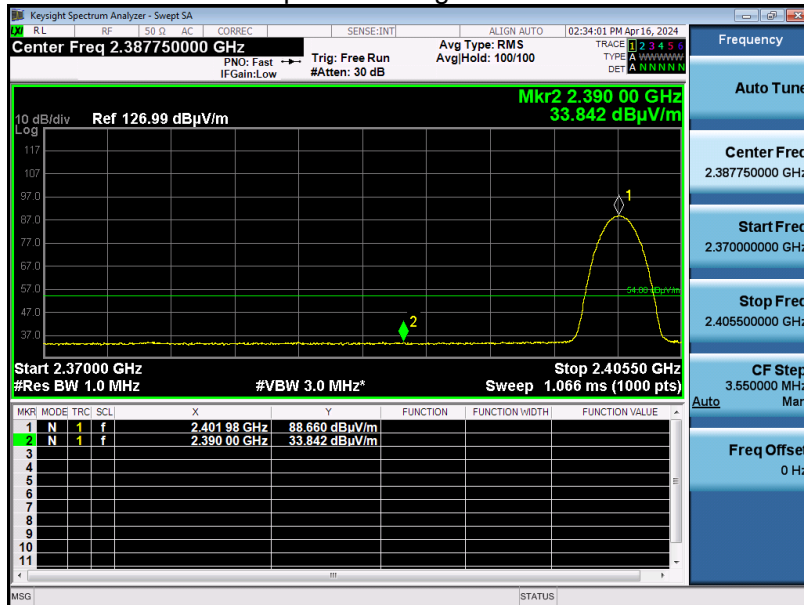 Keysight Spectrum Analyzer - Swept SA
LXI RL RF 50 Ω AC CORREC SENSE:INT ALIGN AUTO 02:34:01 PM Apr 16, 2024
Center Freq 2.387750000 GHz
PNO: Fast
IFGain:Low
Trig: Free Run
#Atten: 30 dB
Avg Type: RMS
Avg|Hold: 100/100
TRACE 1 2 3 4 5 6
TYPE A WWWWW
DET A N N N N N
Mkr2 2.390 00 GHz
33.842 dBµV/m
10 dB/div Ref 126.99 dBµV/m
Log
117
107
97.0
87.0
77.0
67.0
57.0
47.0
37.0
1
2
54.00 dBµV/m
Start 2.37000 GHz Stop 2.40550 GHz
#Res BW 1.0 MHz #VBW 3.0 MHz* Sweep 1.066 ms (1000 pts)
MKR MODE TRC SCL X Y FUNCTION FUNCTION WIDTH FUNCTION VALUE
1 N 1 f 2.401 98 GHz 88.660 dBµV/m
2 N 1 f 2.390 00 GHz 33.842 dBµV/m
3
4
5
6
7
8
9
10
11
MSG STATUS
Frequency
Auto Tune
Center Freq
2.387750000 GHz
Start Freq
2.370000000 GHz
Stop Freq
2.405500000 GHz
CF Step
3.550000 MHz
Auto Man
Freq Offset
0 Hz